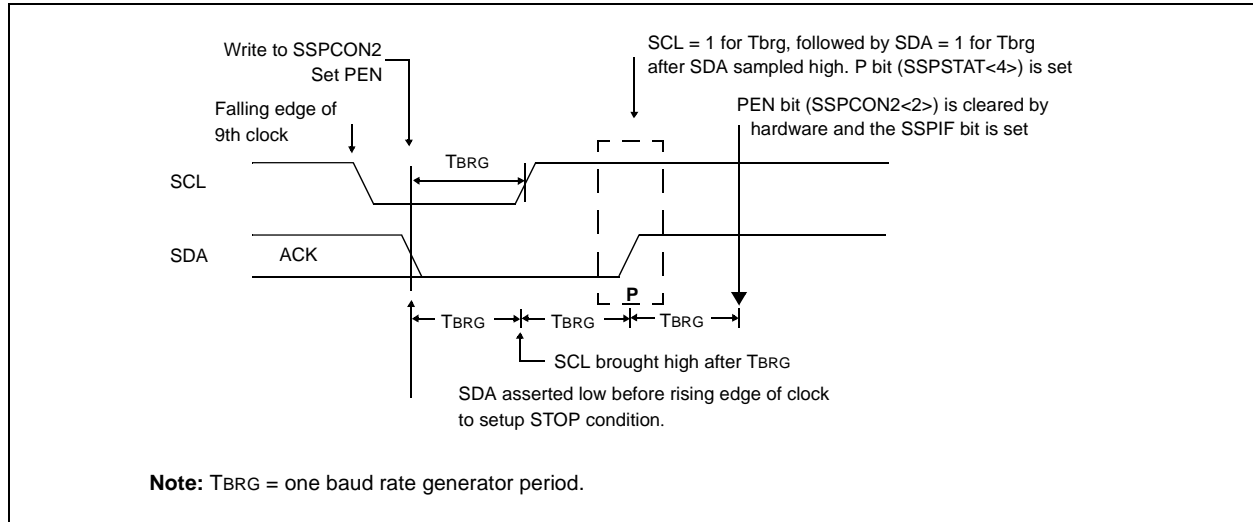 Write to SSPCON2
Set PEN
SCL = 1 for Tbrg, followed by SDA = 1 for Tbrg
after SDA sampled high. P bit (SSPSTAT<4>) is set
Falling edge of
9th clock
PEN bit (SSPCON2<2>) is cleared by
hardware and the SSPIF bit is set
TBRG
SCL
SDA
ACK
P
TBRG
TBRG
TBRG
SCL brought high after TBRG
SDA asserted low before rising edge of clock
to setup STOP condition.
Note: TBRG = one baud rate generator period.